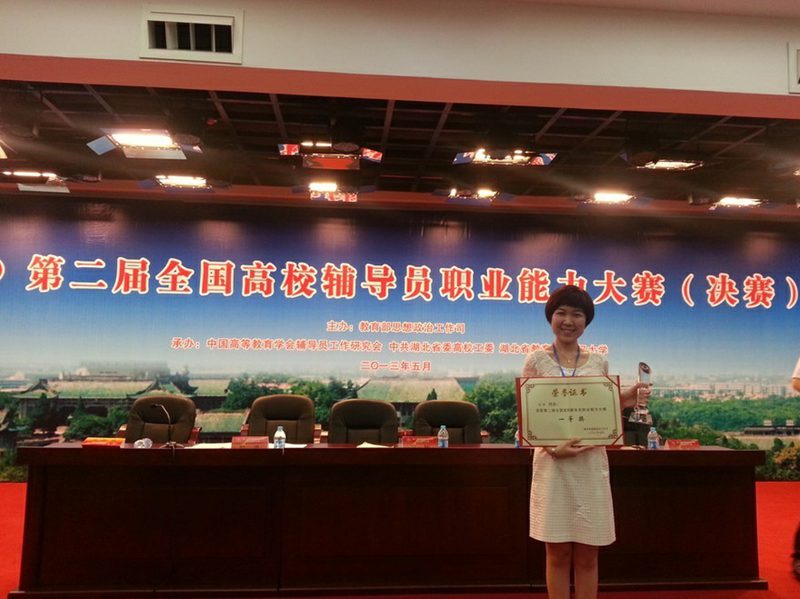 ）第二届全国高校辅导员职业能力大赛（决赛）
主办：教育部思想政治工作司
承办：中国高等教育学会辅导员工作研究会 中共湖北省委高校工委 湖北省教 大学
二〇一三年五月
荣誉证书
一等奖